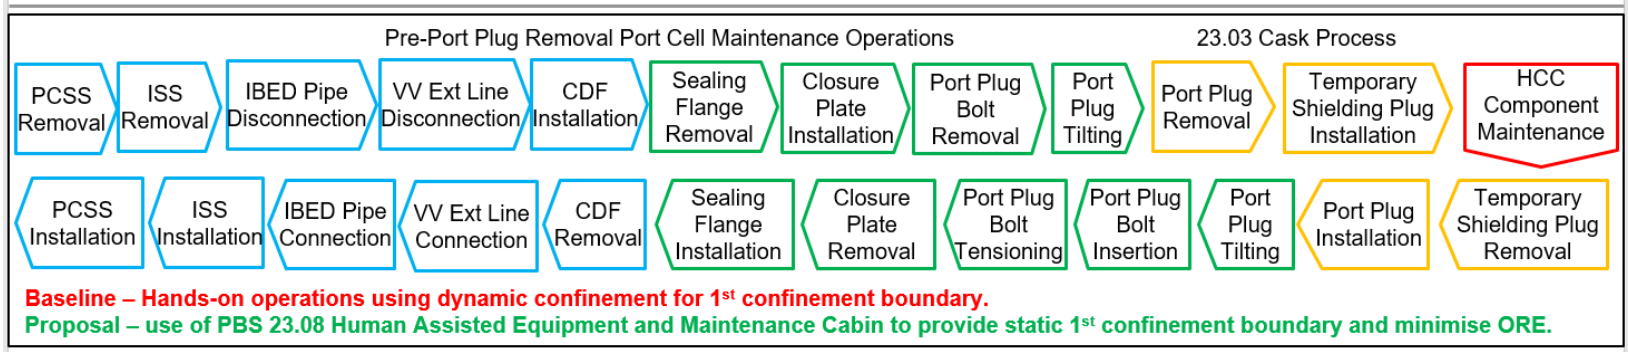 Pre-Port Plug Removal Port Cell Maintenance Operations
23.03 Cask Process
PCSS
Removal
ISS
Removal
IBED Pipe
Disconnection
VV Ext Line
Disconnection
CDF
Installation
Sealing
Flange
Removal
Closure
Plate
Installation
Port Plug
Bolt
Removal
Port
Plug
Tilting
Port Plug
Removal
Temporary
Shielding Plug
Installation
HCC
Component
Maintenance
PCSS
Installation
ISS
Installation
IBED Pipe
Connection
VV Ext Line
Connection
CDF
Removal
Sealing
Flange
Installation
Closure
Plate
Removal
Port Plug
Bolt
Tensioning
Port Plug
Bolt
Insertion
Port
Plug
Tilting
Port Plug
Installation
Temporary
Shielding Plug
Removal
Baseline – Hands-on operations using dynamic confinement for 1st confinement boundary.
Proposal – use of PBS 23.08 Human Assisted Equipment and Maintenance Cabin to provide static 1st confinement boundary and minimise ORE.